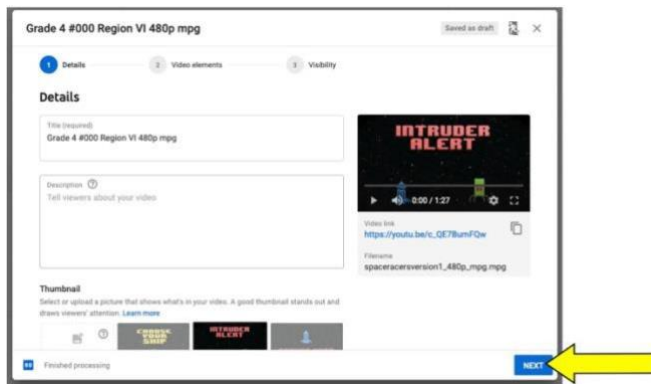 Grade 4 #000 Region VI 480p mpg
Saved as draft
1 Details
2 Video elements
3 Visibility
Details
Title (required)
Grade 4 #000 Region VI 480p mpg
Description
Tell viewers about your video
INTRUDER
ALERT
0:00 / 1:27
Video link
https://youtu.be/c_QE7BumFQw
Filename
spaceracersversion1_480p_mpg.mpg
Thumbnail
Select or upload a picture that shows what's in your video. A good thumbnail stands out and
draws viewers' attention. Learn more
CHOOSE
YOUR
SHIP
INTRUDER
ALERT
Finished processing
NEXT